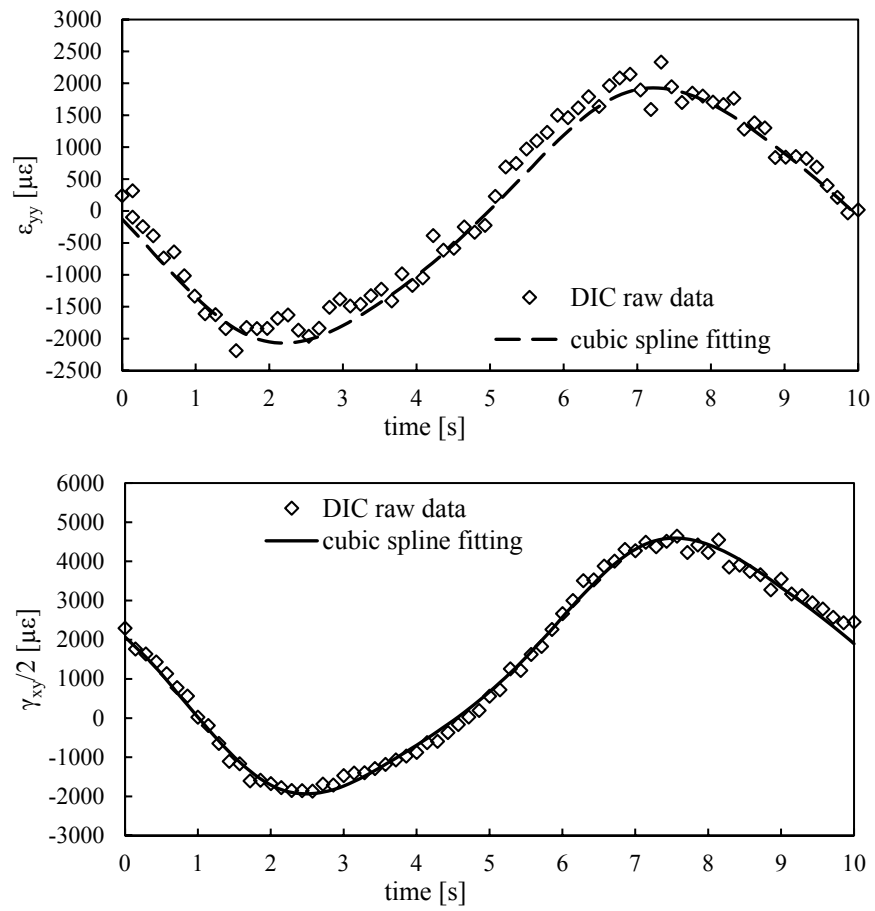 3000
2500
2000
1500
1000
500
0
-500
-1000
-1500
-2000
-2500
ε_yy [με]
DIC raw data
cubic spline fitting
0 1 2 3 4 5 6 7 8 9 10
time [s]
6000
5000
4000
3000
2000
1000
0
-1000
-2000
-3000
γ_xy/2 [με]
DIC raw data
cubic spline fitting
0 1 2 3 4 5 6 7 8 9 10
time [s]